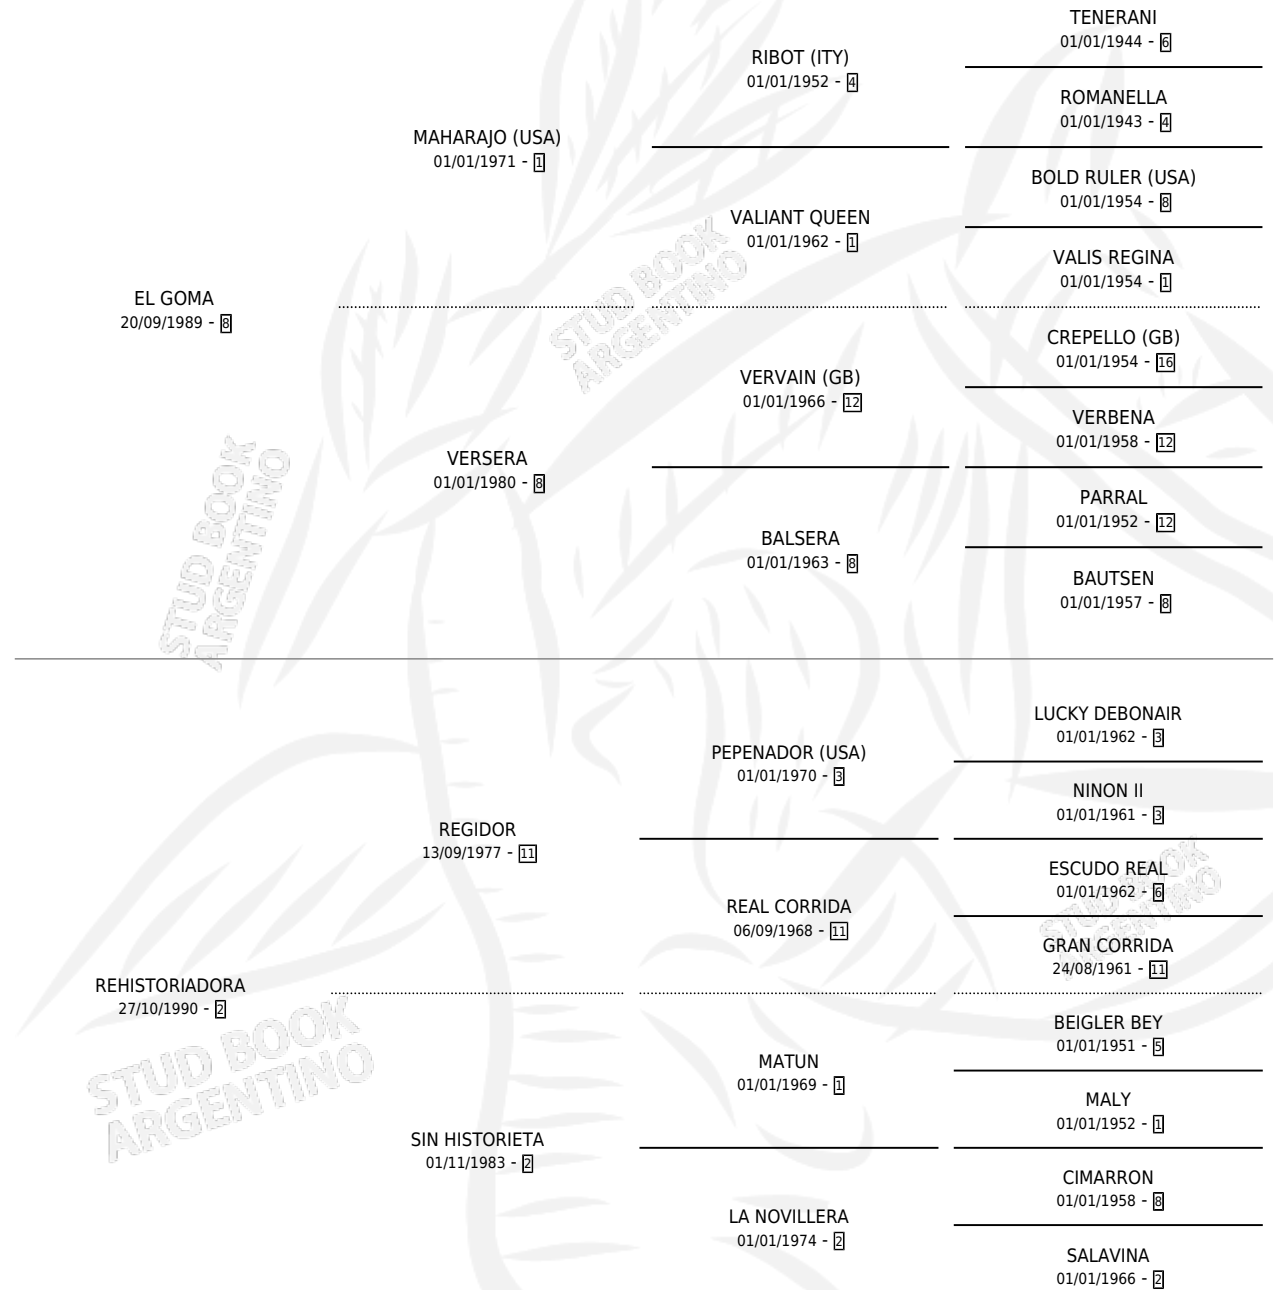 TENERANI
01/01/1944 - 6
RIBOT (ITY)
01/01/1952 - 4
ROMANELLA
01/01/1943 - 4
MAHARAJO (USA)
01/01/1971 - 1
BOLD RULER (USA)
01/01/1954 - 8
VALIANT QUEEN
01/01/1962 - 1
VALIS REGINA
01/01/1954 - 1
EL GOMA
20/09/1989 - 8
CREPELLO (GB)
01/01/1954 - 16
VERVAIN (GB)
01/01/1966 - 12
VERBENA
01/01/1958 - 12
VERSERA
01/01/1980 - 8
PARRAL
01/01/1952 - 12
BALSERA
01/01/1963 - 8
BAUTSEN
01/01/1957 - 8
LUCKY DEBONAIR
01/01/1962 - 3
PEPENADOR (USA)
01/01/1970 - 3
NINON II
01/01/1961 - 3
REGIDOR
13/09/1977 - 11
ESCUDO REAL
01/01/1962 - 6
REAL CORRIDA
06/09/1968 - 11
GRAN CORRIDA
24/08/1961 - 11
REHISTORIADORA
27/10/1990 - 2
BEIGLER BEY
01/01/1951 - 5
MATUN
01/01/1969 - 1
MALY
01/01/1952 - 1
SIN HISTORIETA
01/11/1983 - 2
CIMARRON
01/01/1958 - 8
LA NOVILLERA
01/01/1974 - 2
SALAVINA
01/01/1966 - 2
STUD BOOK
ARGENTINO
STUD BOOK
ARGENTINO
STUD BOOK
ARGENTINO
STUD BOOK
ARGENTINO